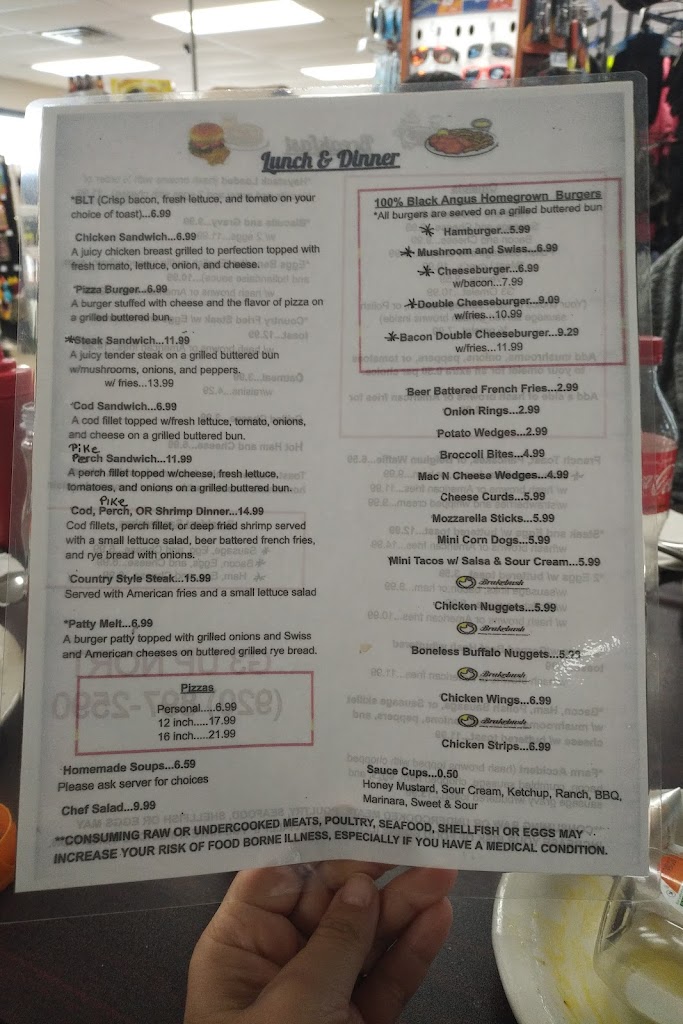 Lunch & Dinner
*BLT (Crisp bacon, fresh lettuce, and tomato on your
choice of toast)...6.99
Chicken Sandwich...6.99
A juicy chicken breast grilled to perfection topped with
fresh tomato, lettuce, onion, and cheese.
*Pizza Burger...6.99
A burger stuffed with cheese and the flavor of pizza on
a grilled buttered bun.
*Steak Sandwich...11.99
A juicy tender steak on a grilled buttered bun
w/mushrooms, onions, and peppers.
w/ fries...13.99
*Cod Sandwich...6.99
A cod fillet topped w/fresh lettuce, tomato, onions,
and cheese on a grilled buttered bun.
Pike
Perch Sandwich...11.99
A perch fillet topped w/cheese, fresh lettuce,
tomatoes, and onions on a grilled buttered bun.
Pike
Cod, Perch, OR Shrimp Dinner...14.99
Cod fillets, perch fillet, or deep fried shrimp served
with a small lettuce salad, beer battered french fries,
and rye bread with onions.
Country Style Steak...15.99
Served with American fries and a small lettuce salad
*Patty Melt...6.99
A burger patty topped with grilled onions and Swiss
and American cheeses on buttered grilled rye bread.
Pizzas
Personal.....6.99
12 inch.....17.99
16 inch.....21.99
Homemade Soups...6.59
Please ask server for choices
Chef Salad...9.99
100% Black Angus Homegrown Burgers
*All burgers are served on a grilled buttered bun
* Hamburger...5.99
* Mushroom and Swiss...6.99
* Cheeseburger...6.99
w/bacon...7.99
*Double Cheeseburger...9.09
w/fries...10.99
*Bacon Double Cheeseburger...9.29
w/fries...11.99
Beer Battered French Fries...2.99
Onion Rings...2.99
Potato Wedges...2.99
Broccoli Bites...4.99
Mac N Cheese Wedges...4.99
Cheese Curds...5.99
Mozzarella Sticks...5.99
Mini Corn Dogs...5.99
Mini Tacos w/ Salsa & Sour Cream...5.99
Brakebush
Chicken Nuggets...5.99
Brakebush
Boneless Buffalo Nuggets...
Brakebush
Chicken Wings...6.99
Brakebush
Chicken Strips...6.99
Sauce Cups...0.50
Honey Mustard, Sour Cream, Ketchup, Ranch, BBQ,
Marinara, Sweet & Sour
**CONSUMING RAW OR UNDERCOOKED MEATS, POULTRY, SEAFOOD, SHELLFISH OR EGGS MAY
INCREASE YOUR RISK OF FOOD BORNE ILLNESS, ESPECIALLY IF YOU HAVE A MEDICAL CONDITION.